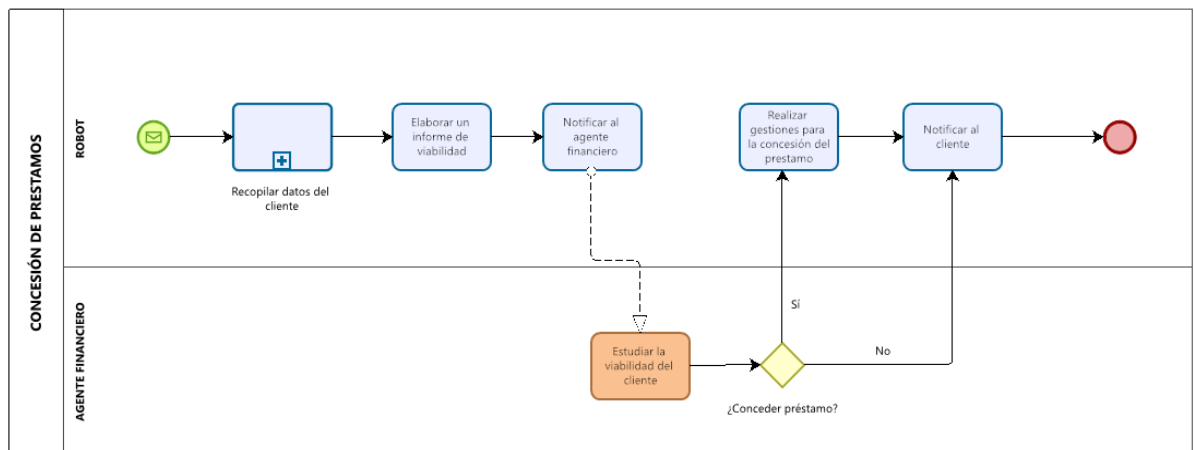 CONCESIÓN DE PRESTAMOS
ROBOT
Recopilar datos del
cliente
Elaborar un
informe de
viabilidad
Notificar al
agente
financiero
Realizar
gestiones para
la concesión del
prestamo
Notificar al
cliente
AGENTE FINANCIERO
Estudiar la
viabilidad del
cliente
¿Conceder préstamo?
Sí
No